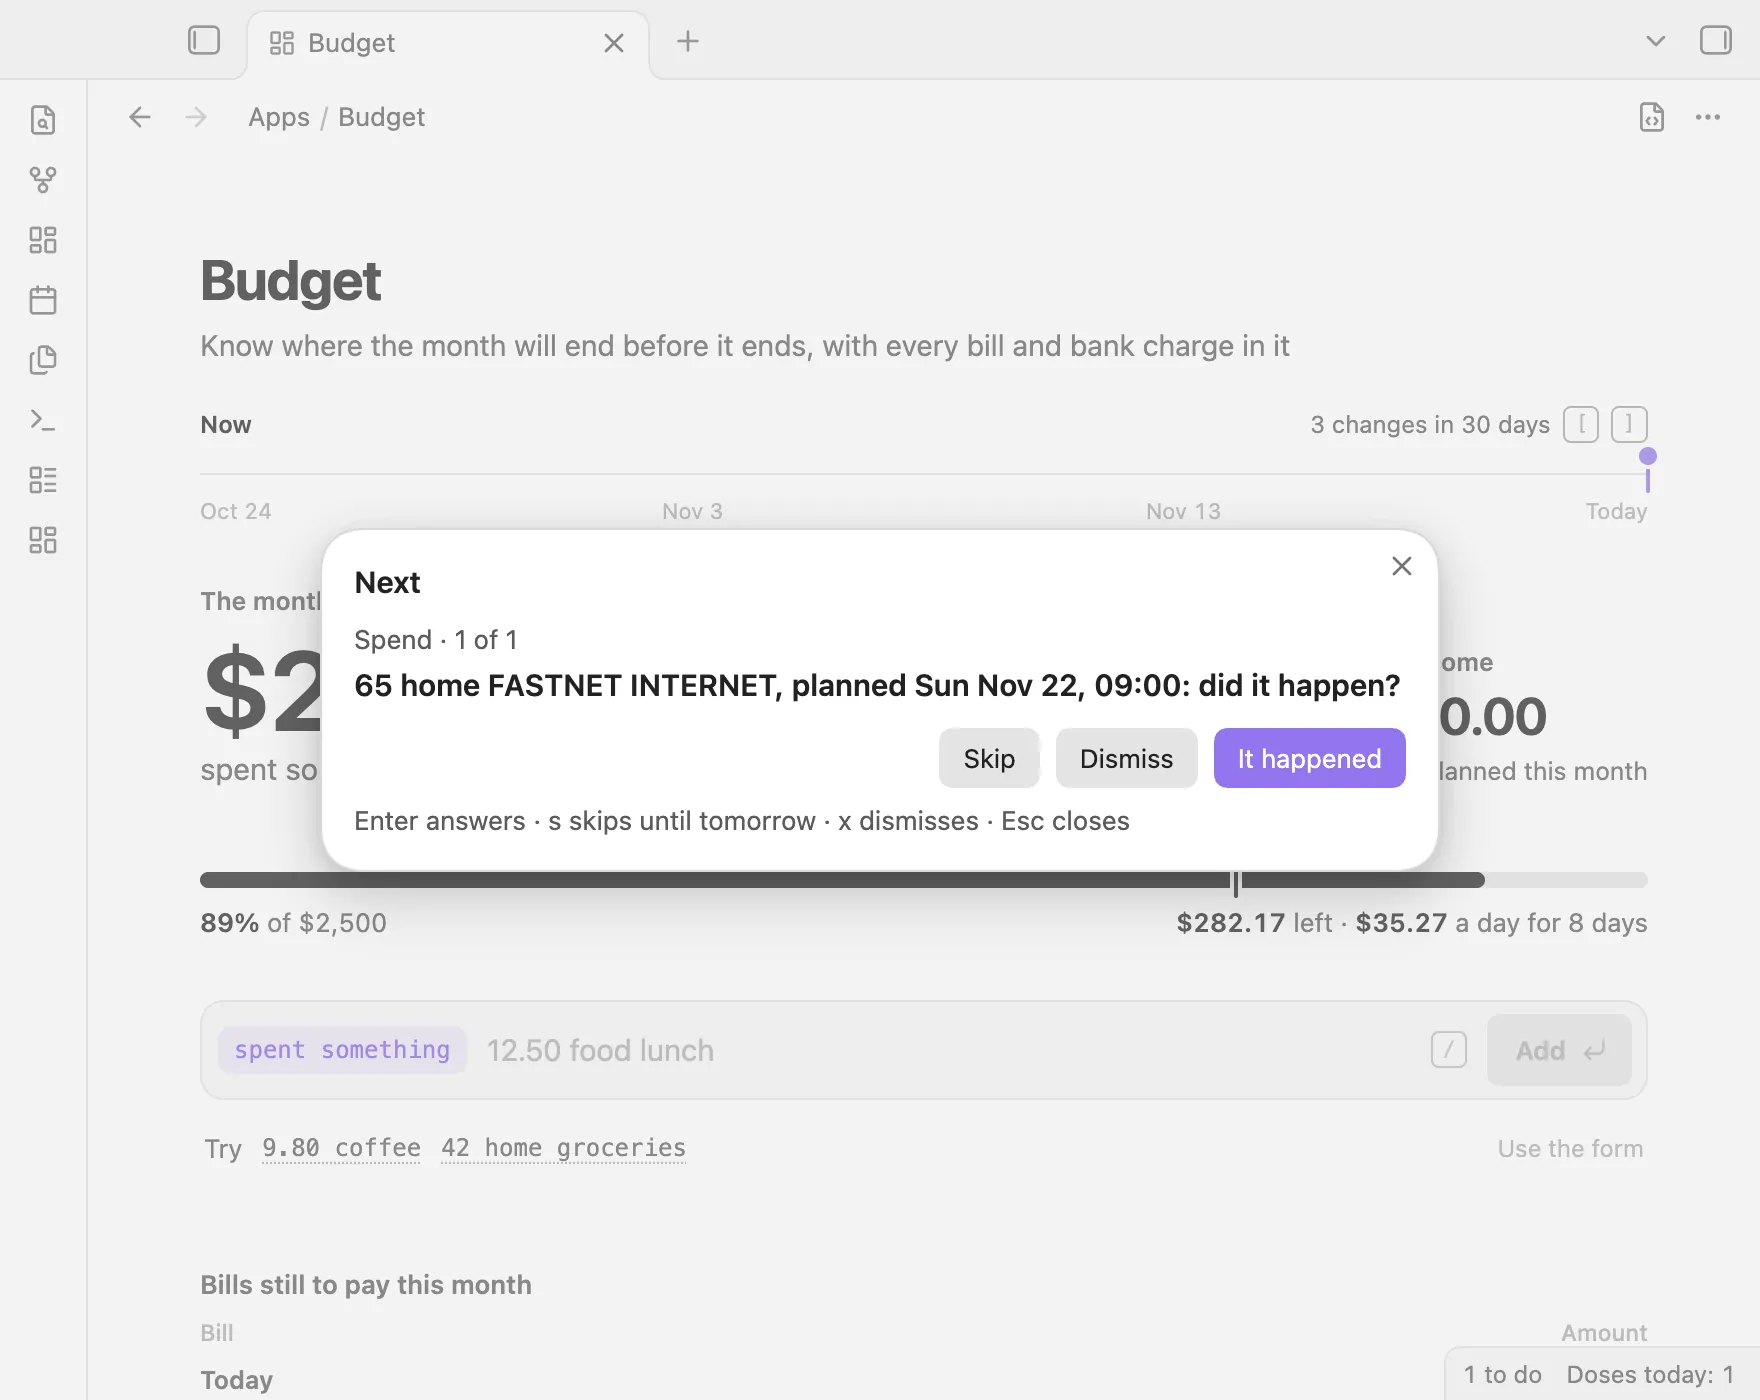 Budget
Apps / Budget
Budget
Know where the month will end before it ends, with every bill and bank charge in it
Now
3 changes in 30 days [ ]
Oct 24 Nov 3 Nov 13 Today
Next
Spend · 1 of 1
65 home FASTNET INTERNET, planned Sun Nov 22, 09:00: did it happen?
Skip Dismiss It happened
Enter answers · s skips until tomorrow · x dismisses · Esc closes
The month
$2
spent so
ome
0.00
lanned this month
89% of $2,500
$282.17 left · $35.27 a day for 8 days
spent something 12.50 food lunch / Add
Try 9.80 coffee 42 home groceries Use the form
Bills still to pay this month
Bill Amount
Today
1 to do Doses today: 1